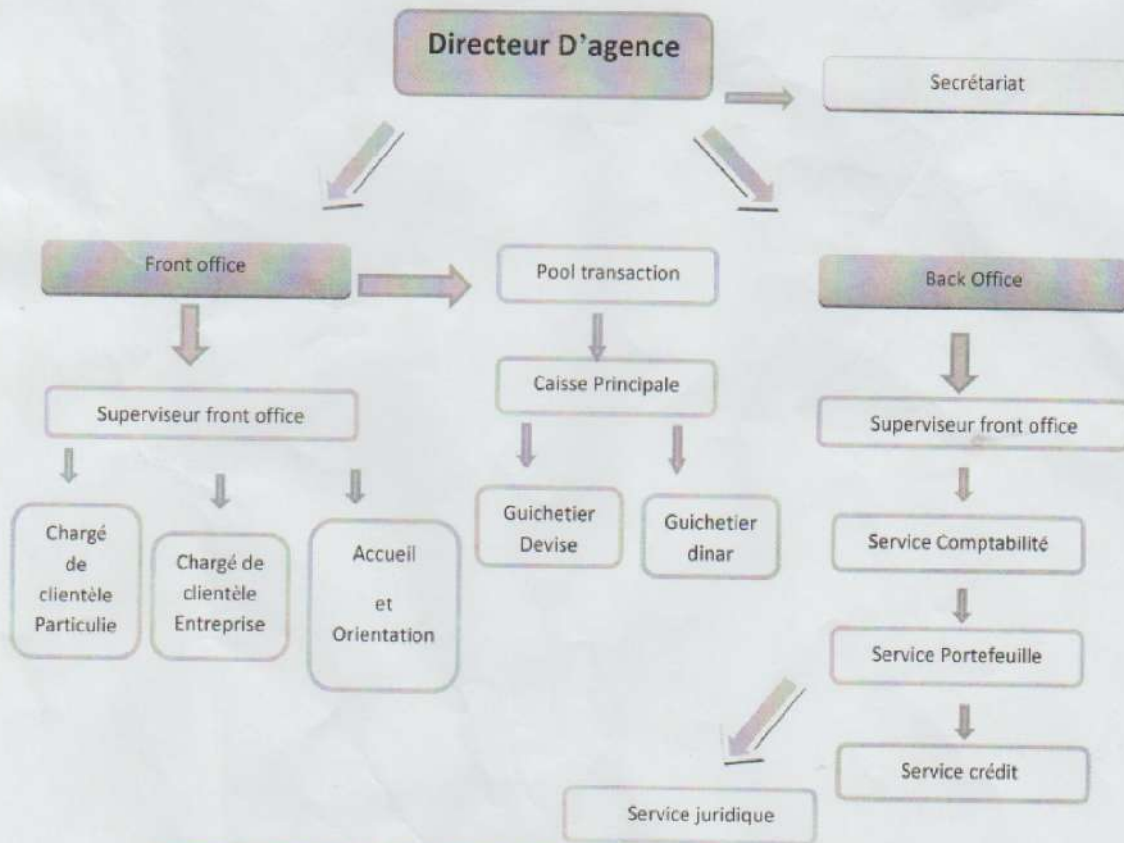 Directeur D'agence
Secrétariat
Front office
Pool transaction
Back Office
Caisse Principale
Superviseur front office
Superviseur front office
Chargé
de
clientèle
Particulie
Chargé de
clientèle
Entreprise
Accueil
et
Orientation
Guichetier
Devise
Guichetier
dinar
Service Comptabilité
Service Portefeuille
Service crédit
Service juridique